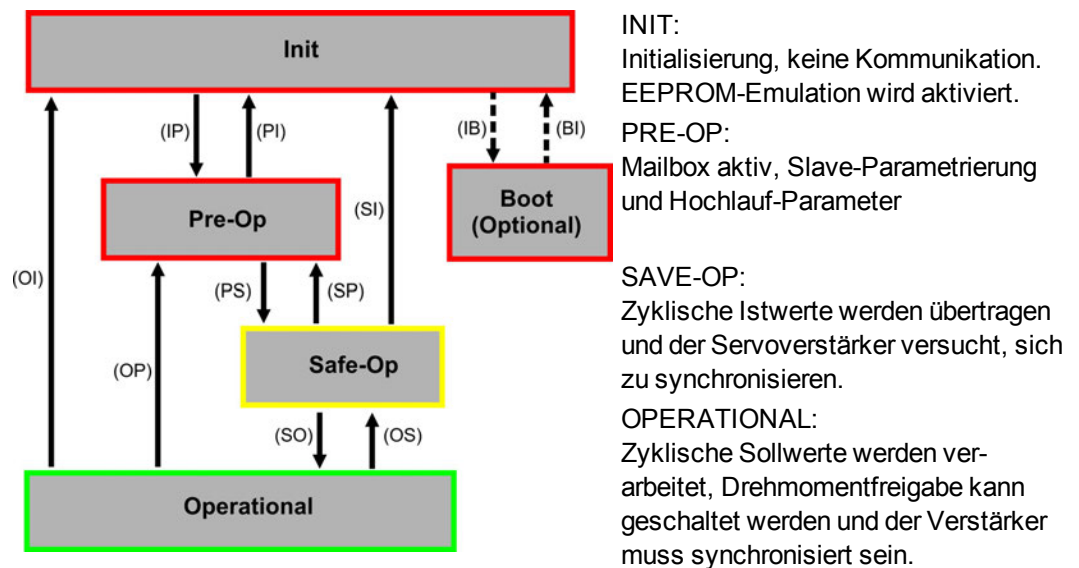 Init
(IP)
(PI)
(IB)
(BI)
Pre-Op
(SI)
Boot
(Optional)
(OI)
(PS)
(SP)
(OP)
Safe-Op
(SO)
(OS)
Operational
INIT:
Initialisierung, keine Kommunikation.
EEPROM-Emulation wird aktiviert.
PRE-OP:
Mailbox aktiv, Slave-Parametrierung
und Hochlauf-Parameter
SAVE-OP:
Zyklische Istwerte werden übertragen
und der Servoverstärker versucht, sich
zu synchronisieren.
OPERATIONAL:
Zyklische Sollwerte werden ver-
arbeitet, Drehmomentfreigabe kann
geschaltet werden und der Verstärker
muss synchronisiert sein.